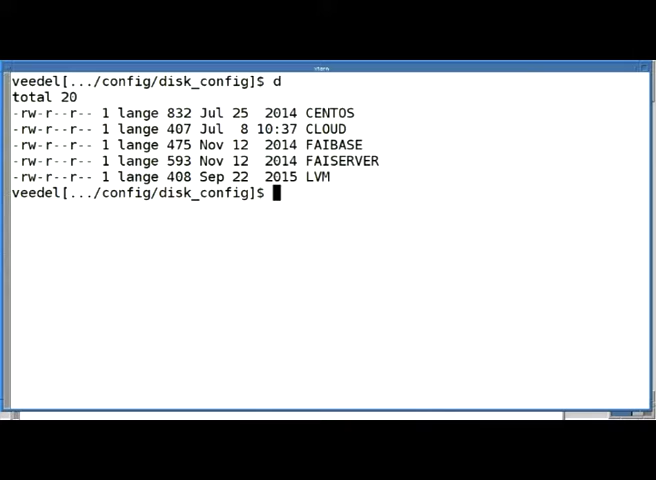 xterm
veedel[.../config/disk_config]$ d
total 20
-rw-r--r-- 1 lange 832 Jul 25  2014 CENTOS
-rw-r--r-- 1 lange 407 Jul  8 10:37 CLOUD
-rw-r--r-- 1 lange 475 Nov 12  2014 FAIBASE
-rw-r--r-- 1 lange 593 Nov 12  2014 FAISERVER
-rw-r--r-- 1 lange 408 Sep 22  2015 LVM
veedel[.../config/disk_config]$